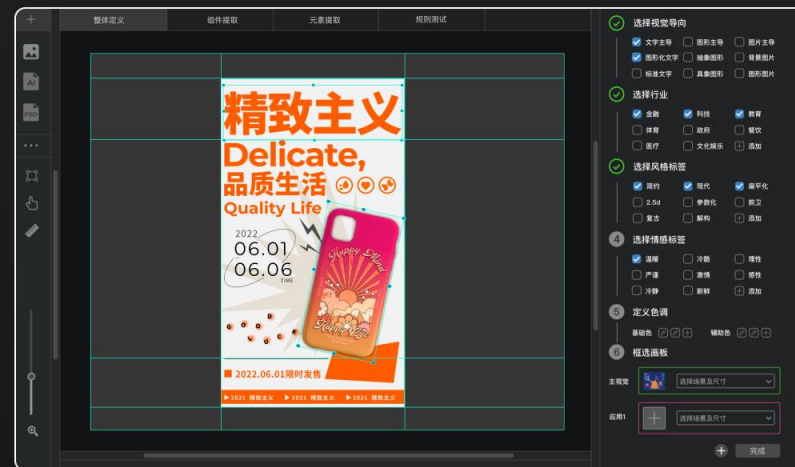 整体定义
组件提取
元素提取
规则测试
Ai
PSD
精致主义
Delicate,
品质生活
Quality Life
2022
06.01
06.06
TIME
Happy Mind
Happy Life
GOOD
LUCK
2022.06.01限时发售
2021 精致主义 2021 精致主义 2021 精致主义
选择视觉导向
文字主导 图形主导 图片主导
图形化文字 抽象图形 背景图片
标准文字 具象图形 图形图片
选择行业
金融 科技 教育
体育 政府 餐饮
医疗 文化娱乐 添加
选择风格标签
简约 现代 扁平化
2.5d 参数化 前卫
复古 解构 添加
4 选择情感标签
温暖 冷酷 理性
严谨 激情 感性
冷静 新鲜 添加
5 定义色调
基础色 辅助色
6 框选画板
主视觉 选择场景及尺寸
应用1 选择场景及尺寸
完成